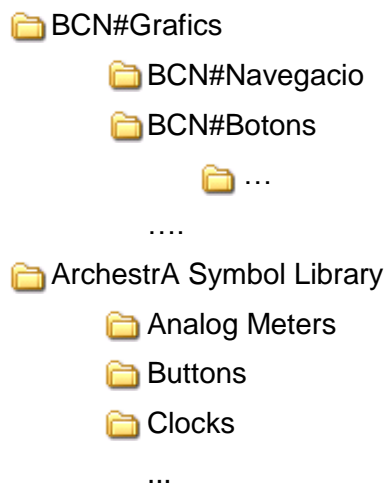 BCN#Grafics
BCN#Navegacio
BCN#Botons
…
….
ArchestrA Symbol Library
Analog Meters
Buttons
Clocks
...